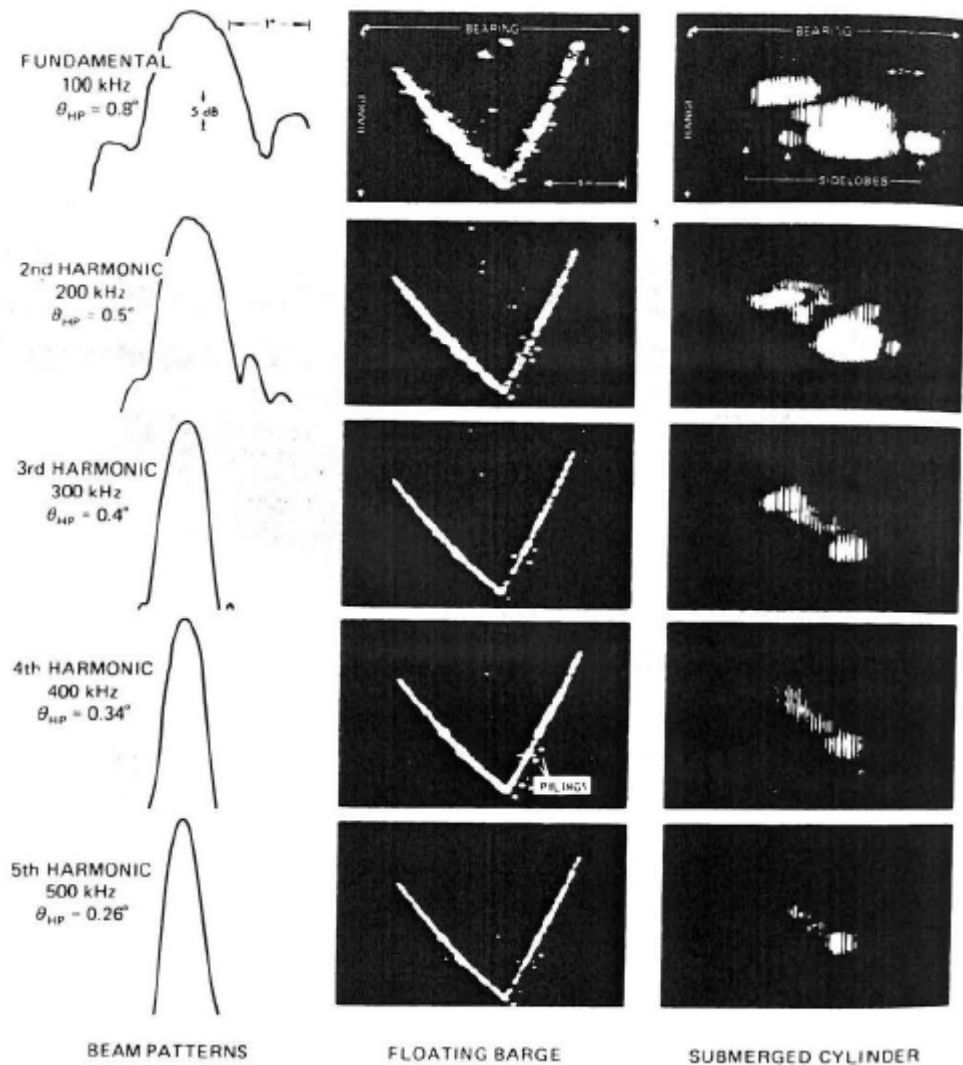 FUNDAMENTAL
100 kHz
θHP = 0.8°
1°
5 dB
BEARING
RANGE
BEARING
RANGE
SIDELOBES
2nd HARMONIC
200 kHz
θHP = 0.5°
3rd HARMONIC
300 kHz
θHP = 0.4°
4th HARMONIC
400 kHz
θHP = 0.34°
PILINGS
5th HARMONIC
500 kHz
θHP = 0.26°
BEAM PATTERNS
FLOATING BARGE
SUBMERGED CYLINDER